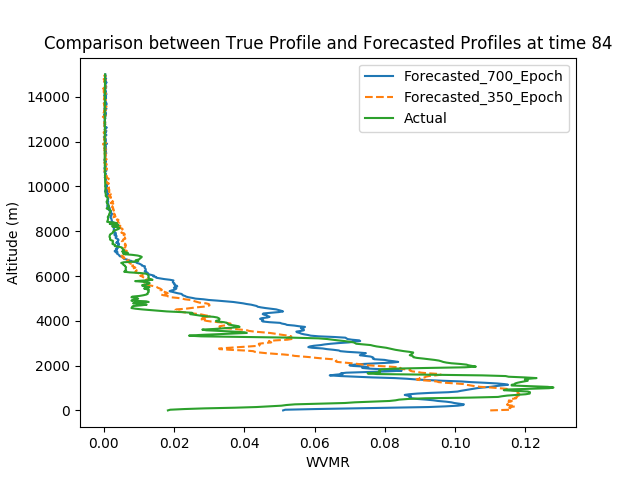 Comparison between True Profile and Forecasted Profiles at time 84
Forecasted_700_Epoch
Forecasted_350_Epoch
Actual
14000
12000
10000
8000
6000
4000
2000
0
Altitude (m)
0.00 0.02 0.04 0.06 0.08 0.10 0.12
WVMR